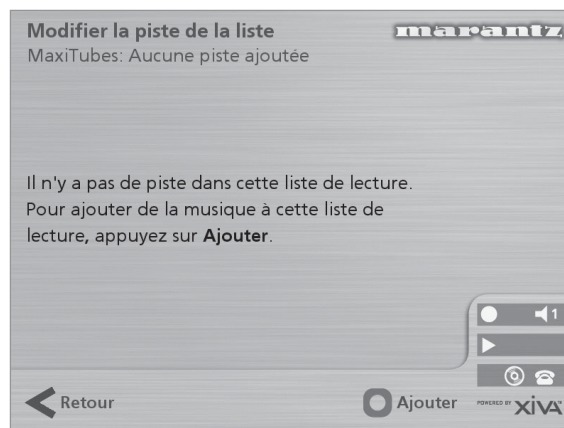 Modifier la piste de la liste
marantz
MaxiTubes: Aucune piste ajoutée
Il n'y a pas de piste dans cette liste de lecture.
Pour ajouter de la musique à cette liste de
lecture, appuyez sur Ajouter.
1
Retour
Ajouter
POWERED BY XiVA™